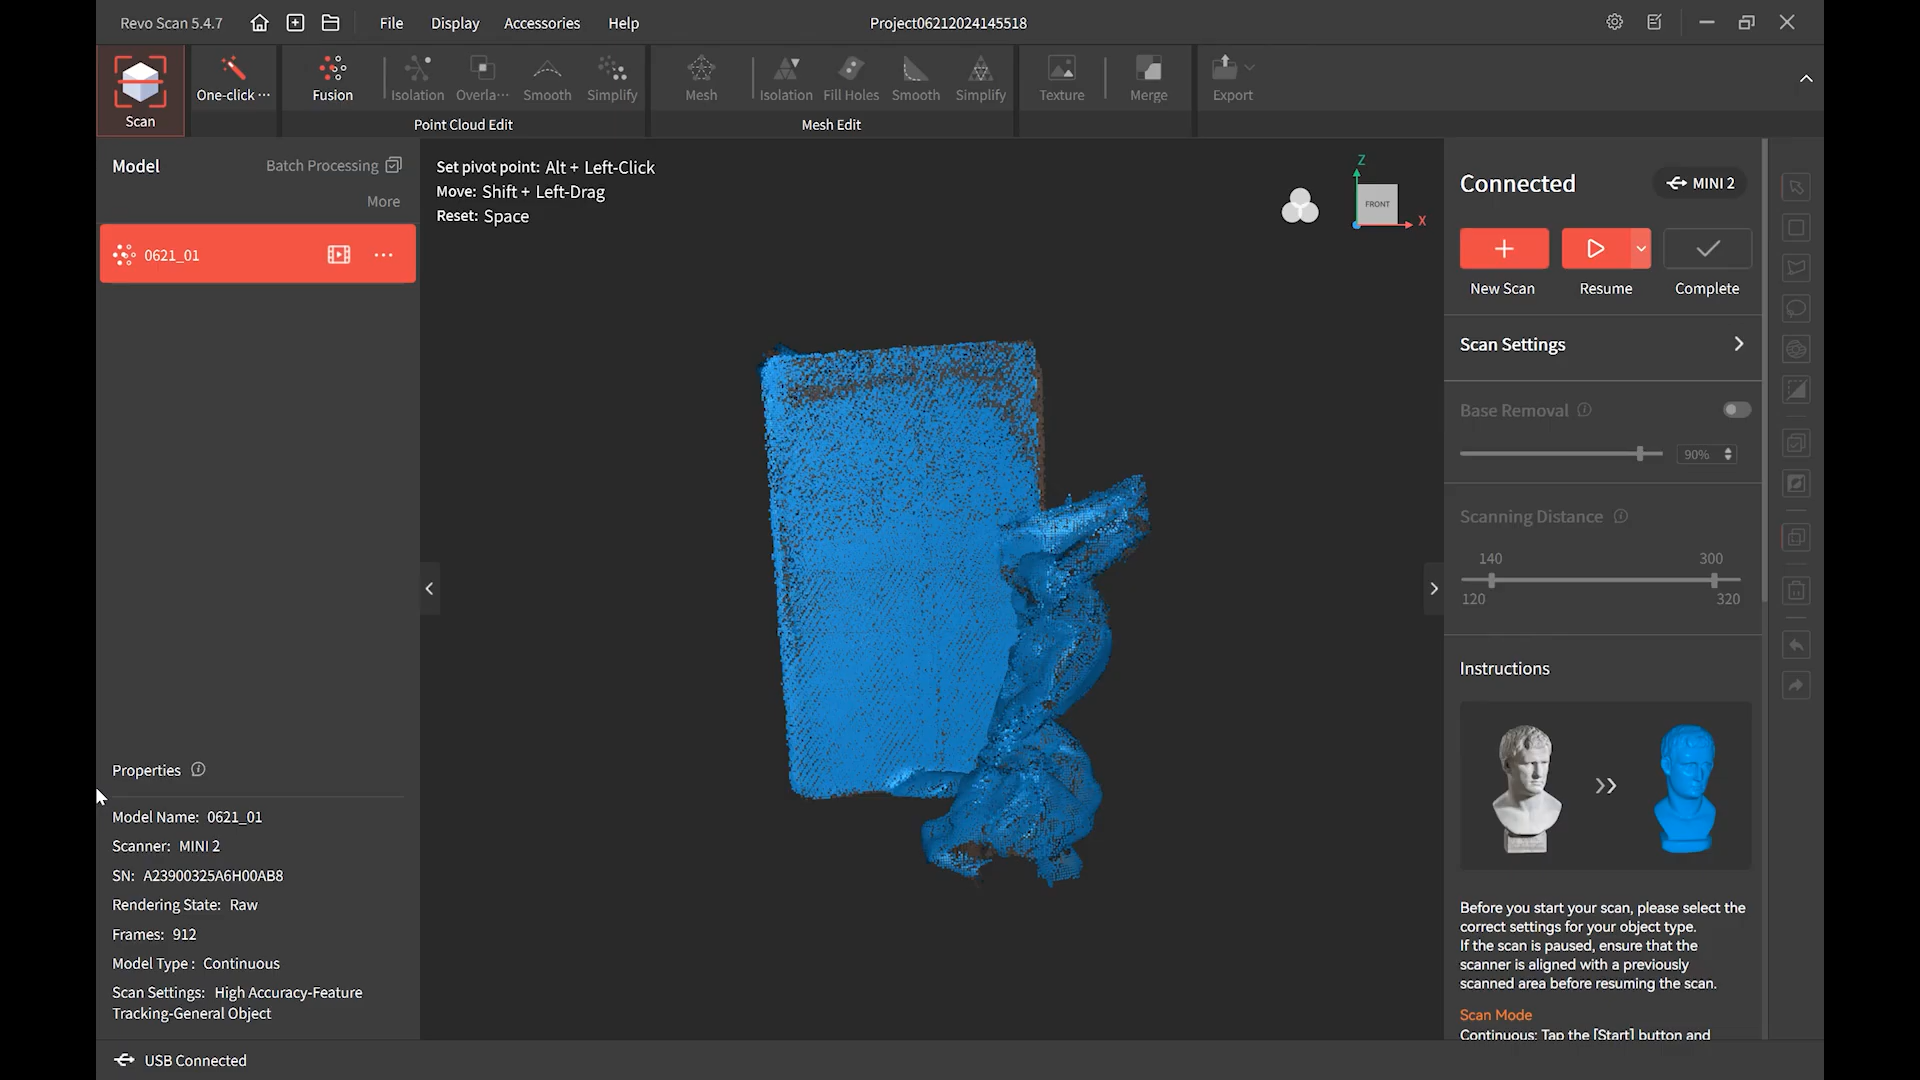 Revo Scan 5.4.7
File
Display
Accessories
Help
Project06212024145518
Scan
One-click ···
Fusion
Isolation
Overla···
Smooth
Simplify
Point Cloud Edit
Mesh
Isolation
Fill Holes
Smooth
Simplify
Mesh Edit
Texture
Merge
Export
Model
Batch Processing
More
0621_01
Set pivot point: Alt + Left-Click
Move: Shift + Left-Drag
Reset: Space
Z
FRONT
X
Connected
MINI 2
New Scan
Resume
Complete
Scan Settings
Base Removal
90%
Scanning Distance
140
300
120
320
Instructions
Before you start your scan, please select the
correct settings for your object type.
If the scan is paused, ensure that the
scanner is aligned with a previously
scanned area before resuming the scan.
Scan Mode
Continuous: Tap the [Start] button and
Properties
Model Name: 0621_01
Scanner: MINI 2
SN: A23900325A6H00AB8
Rendering State: Raw
Frames: 912
Model Type : Continuous
Scan Settings: High Accuracy-Feature
Tracking-General Object
USB Connected